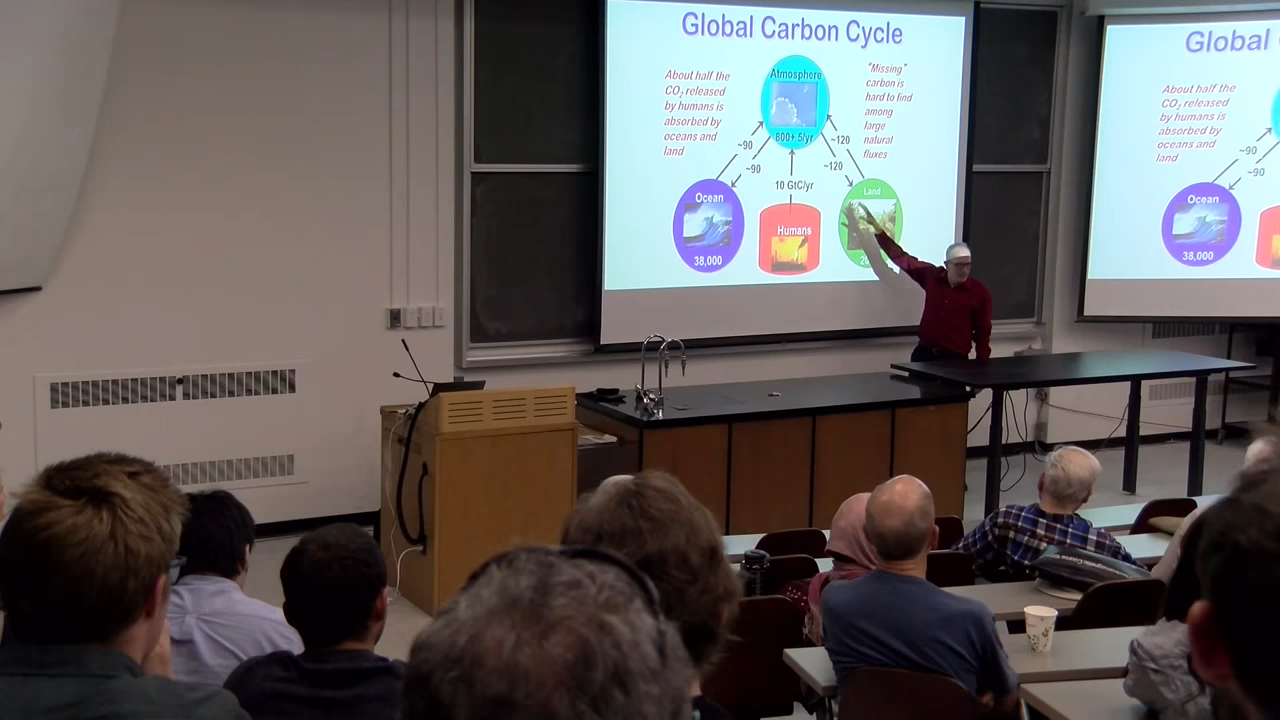 Global Carbon Cycle
About half the
CO₂ released
by humans is
absorbed by
oceans and
land
Atmosphere
800+ 5/yr
"Missing"
carbon is
hard to find
among
large
natural
fluxes
~90
~90
~120
~120
10 GtC/yr
Ocean
38,000
Humans
Land
Global
About half the
CO₂ released
by humans is
absorbed by
oceans and
land
~90
~90
Ocean
38,000